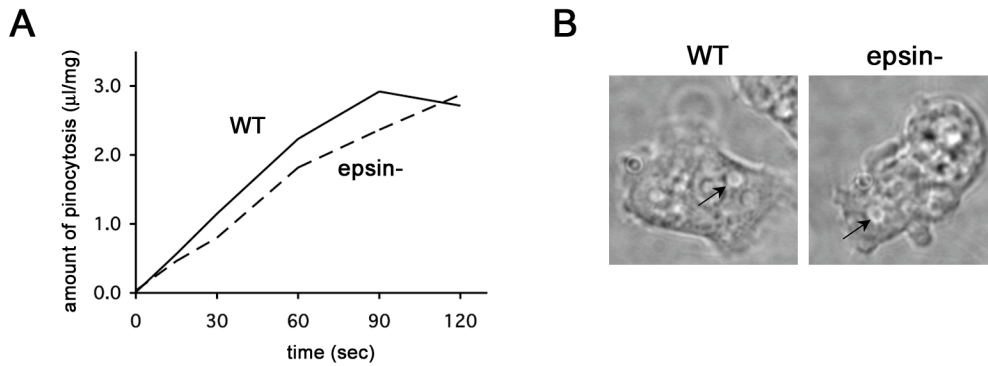 A
amount of pinocytosis (µl/mg)
3.0
2.0
1.0
0.0
0
30
60
90
120
time (sec)
WT
epsin-
B
WT
epsin-